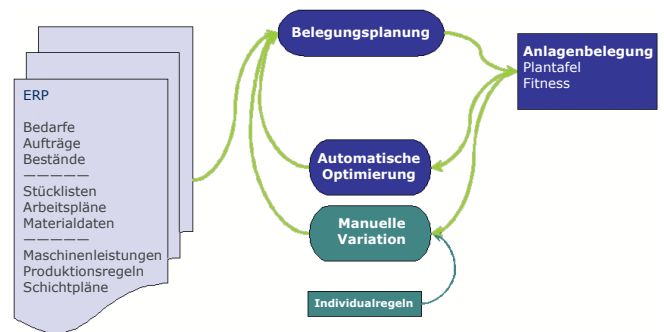 ERP
Bedarfe
Aufträge
Bestände
—————
Stücklisten
Arbeitspläne
Materialdaten
—————
Maschinenleistungen
Produktionsregeln
Schichtpläne
Belegungsplanung
Anlagenbelegung
Plantafel
Fitness
Automatische
Optimierung
Manuelle
Variation
Individualregeln